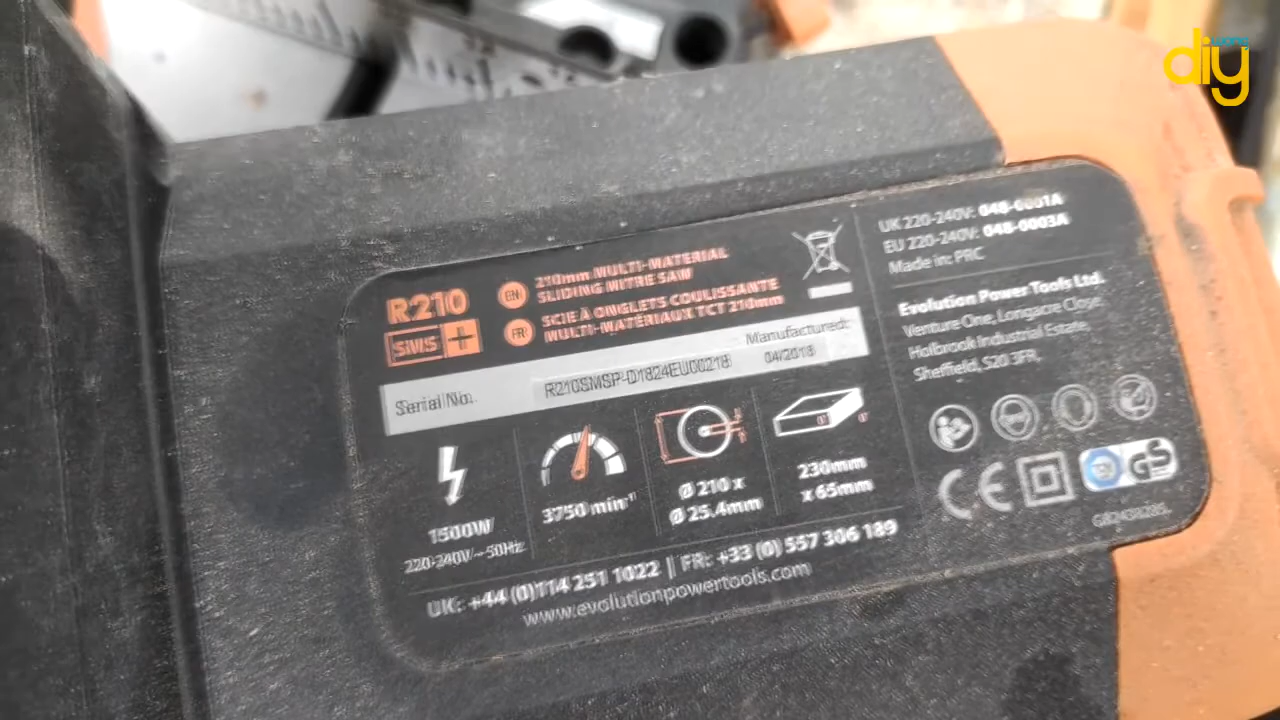 diy
R210
SMS +
EN
210mm MULTI-MATERIAL
SLIDING MITRE SAW
FR
SCIE À ONGLETS COULISSANTE
MULTI-MATÉRIAUX TCT 210mm
Serial No.
R210SMSP-D1824EU00218
Manufactured:
04/2018
1500W
220-240V ~ 50Hz
3750 min⁻¹
Ø 210 x
Ø 25.4mm
230mm
x 65mm
UK: +44 (0)114 251 1022 | FR: +33 (0) 557 306 189
www.evolutionpowertools.com
UK 220-240V: 048-0001A
EU 220-240V: 048-0003A
Made in: PRC
Evolution Power Tools Ltd.
Venture One, Longacre Close
Holbrook Industrial Estate,
Sheffield, S20 3FR.
CE
GS